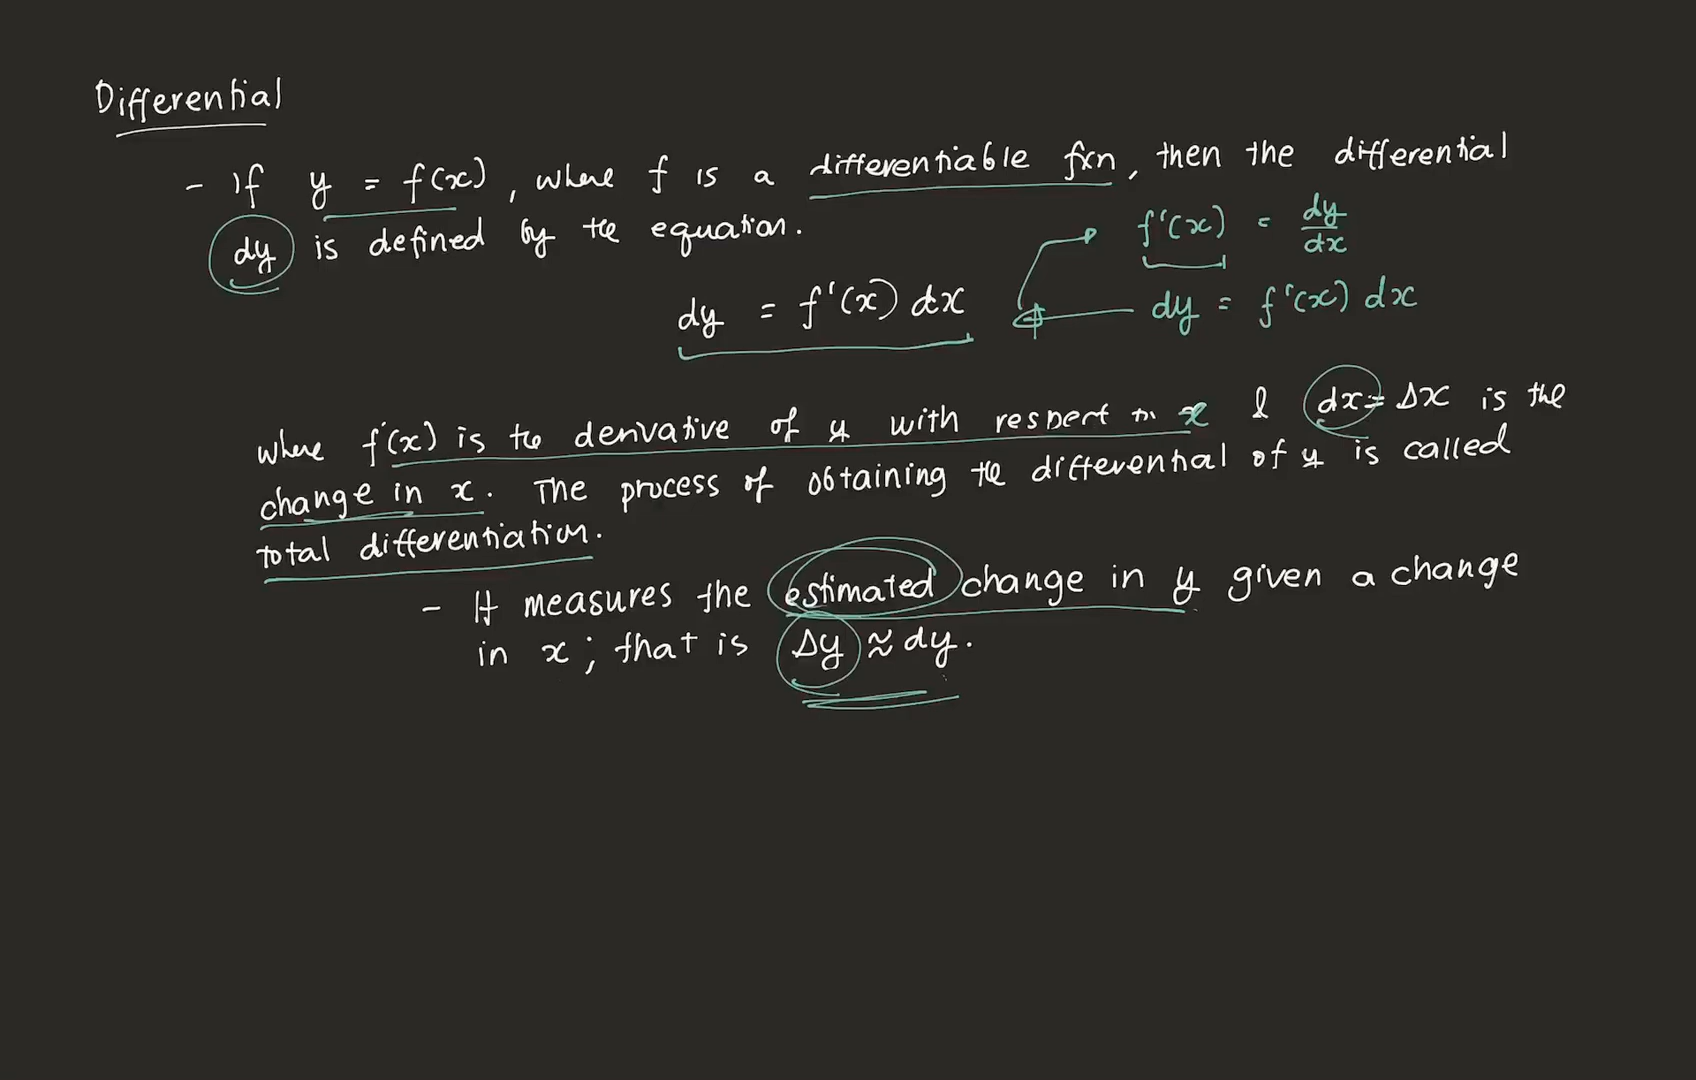 Differential
- If y = f(x), where f is a differentiable fxn, then the differential
dy is defined by the equation.
f'(x) = dy/dx
dy = f'(x) dx
dy = f'(x) dx
where f'(x) is the derivative of y with respect to x & dx = Δx is the
change in x. The process of obtaining the differential of y is called
total differentiation.
- It measures the estimated change in y given a change
in x; that is Δy ≈ dy.